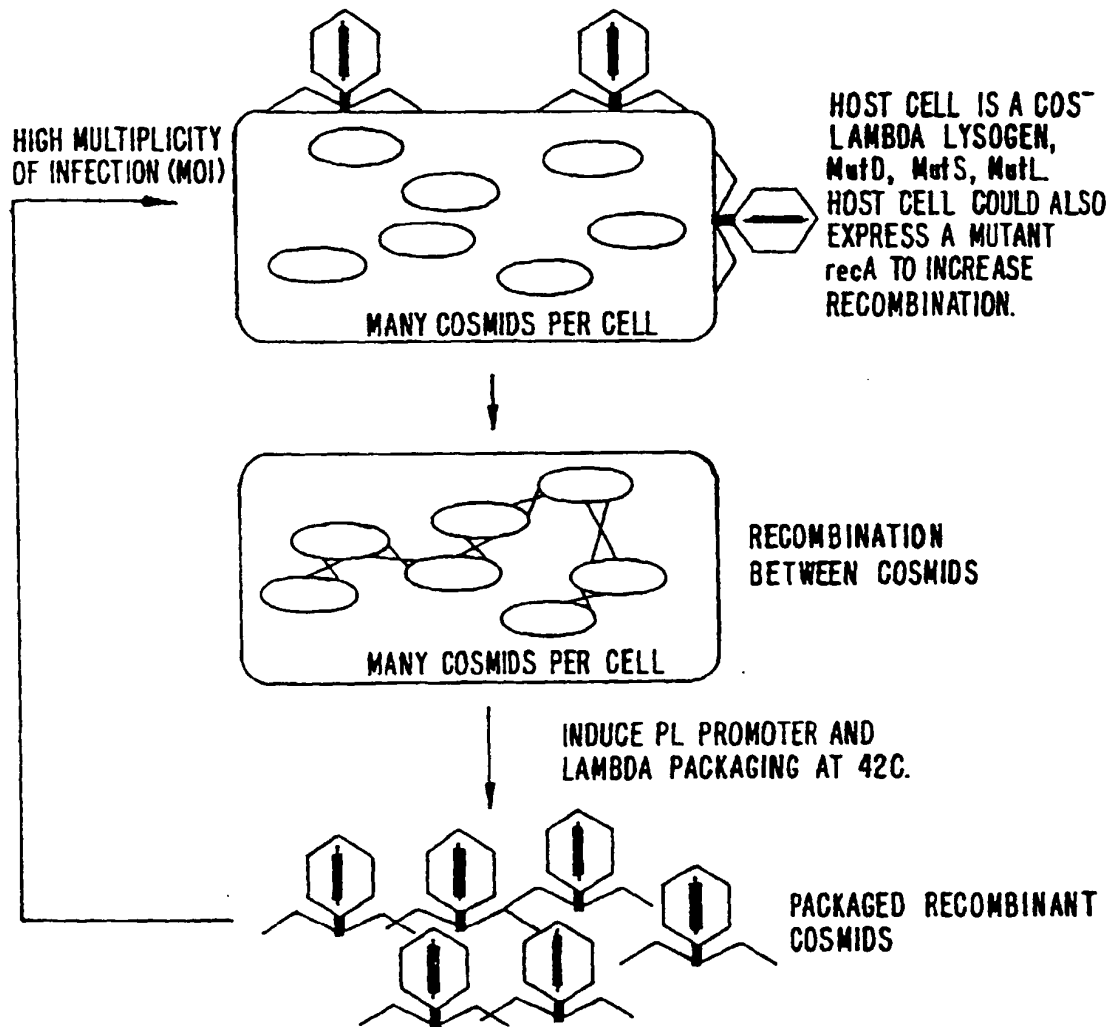 HIGH MULTIPLICITY
OF INFECTION (MOI)
HOST CELL IS A COS⁻
LAMBDA LYSOGEN,
MutD, MutS, MutL.
HOST CELL COULD ALSO
EXPRESS A MUTANT
recA TO INCREASE
RECOMBINATION.
MANY COSMIDS PER CELL
RECOMBINATION
BETWEEN COSMIDS
MANY COSMIDS PER CELL
INDUCE PL PROMOTER AND
LAMBDA PACKAGING AT 42C.
PACKAGED RECOMBINANT
COSMIDS